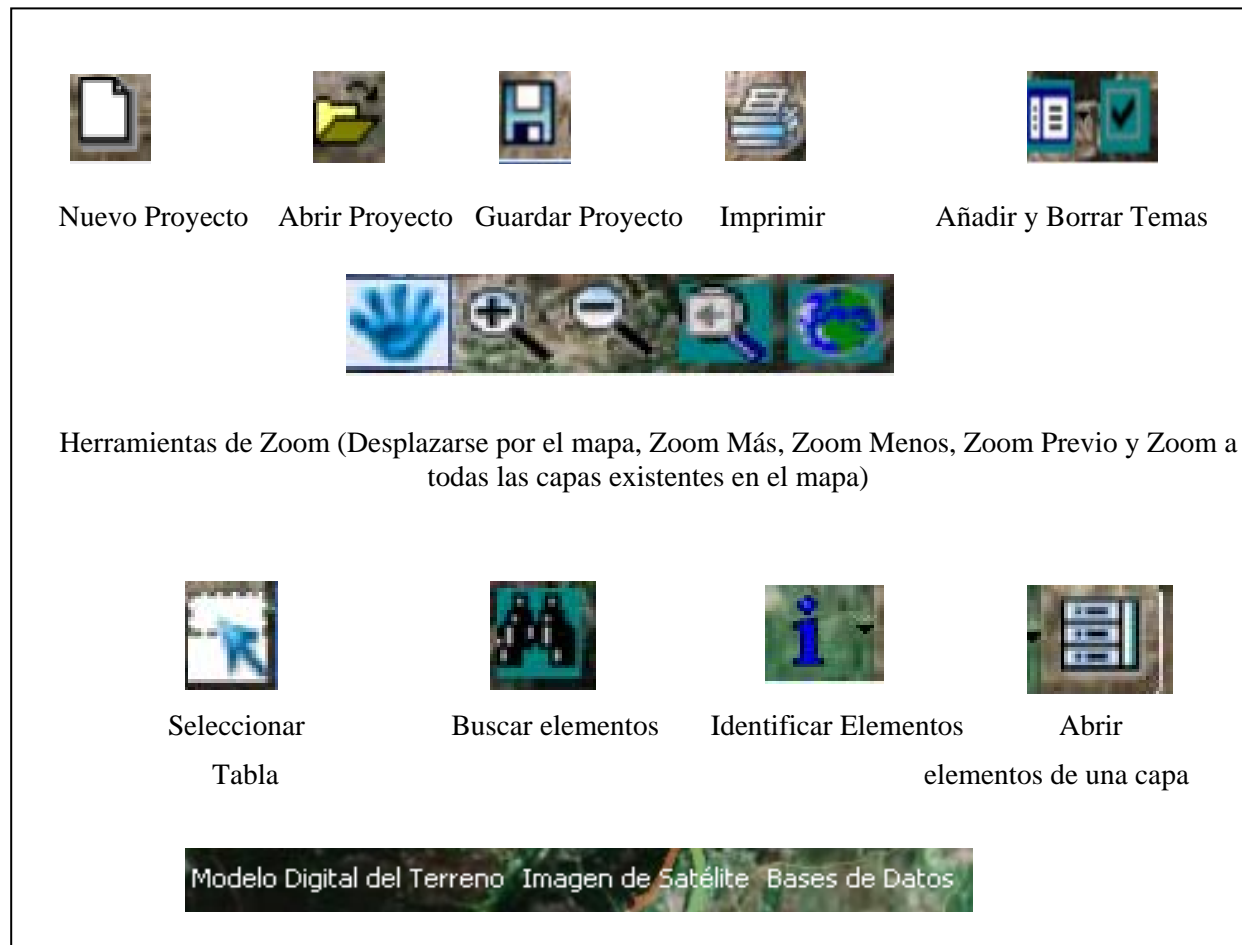 Nuevo Proyecto Abrir Proyecto Guardar Proyecto Imprimir Añadir y Borrar Temas
Herramientas de Zoom (Desplazarse por el mapa, Zoom Más, Zoom Menos, Zoom Previo y Zoom a
todas las capas existentes en el mapa)
Seleccionar Buscar elementos Identificar Elementos Abrir
Tabla elementos de una capa
Modelo Digital del Terreno Imagen de Satélite Bases de Datos